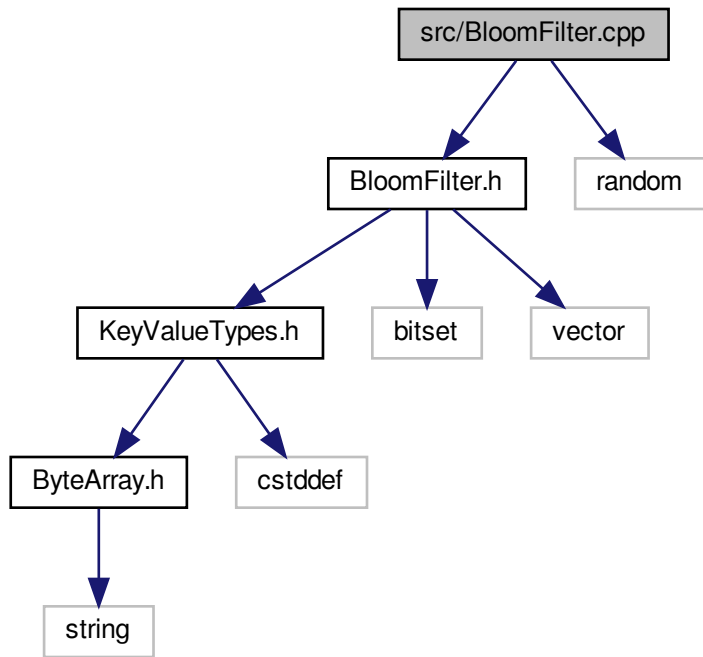 src/BloomFilter.cpp
BloomFilter.h
random
KeyValueTypes.h
bitset
vector
ByteArray.h
cstddef
string